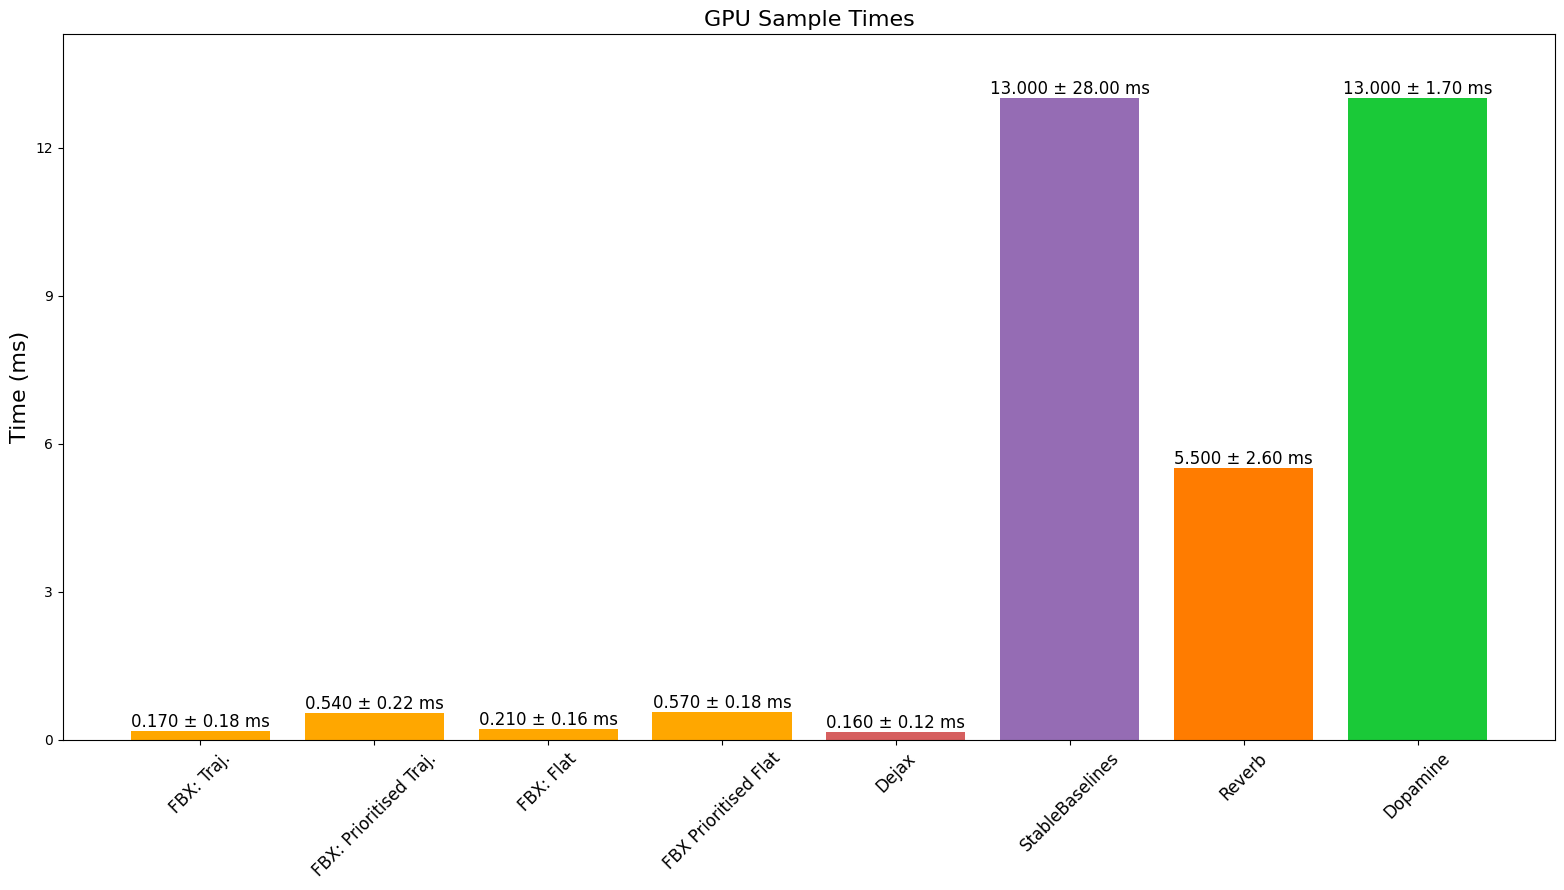 GPU Sample Times
Time (ms)
12
9
6
3
0
0.170 ± 0.18 ms
0.540 ± 0.22 ms
0.210 ± 0.16 ms
0.570 ± 0.18 ms
0.160 ± 0.12 ms
13.000 ± 28.00 ms
5.500 ± 2.60 ms
13.000 ± 1.70 ms
FBX: Traj.
FBX: Prioritised Traj.
FBX: Flat
FBX Prioritised Flat
Dejax
StableBaselines
Reverb
Dopamine